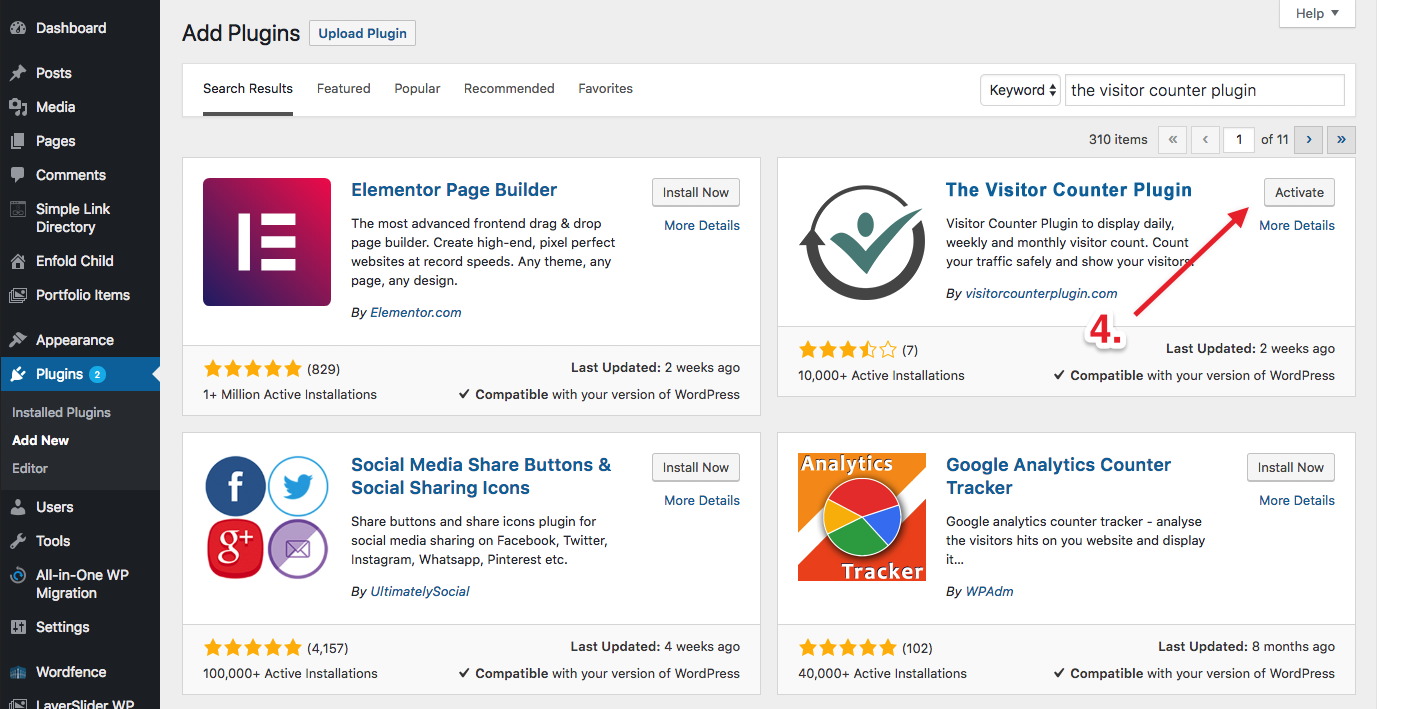 Dashboard
Posts
Media
Pages
Comments
Simple Link
Directory
Enfold Child
Portfolio Items
Appearance
Plugins 2
Installed Plugins
Add New
Editor
Users
Tools
All-in-One WP
Migration
Settings
Wordfence
LayerSlider WP
Help
Add Plugins Upload Plugin
Search Results Featured Popular Recommended Favorites Keyword the visitor counter plugin
310 items « ‹ 1 of 11 › »
Elementor Page Builder
Install Now
More Details
The most advanced frontend drag & drop
page builder. Create high-end, pixel perfect
websites at record speeds. Any theme, any
page, any design.
By Elementor.com
(829)
Last Updated: 2 weeks ago
1+ Million Active Installations
Compatible with your version of WordPress
The Visitor Counter Plugin
Activate
More Details
Visitor Counter Plugin to display daily,
weekly and monthly visitor count. Count
your traffic safely and show your visitors.
By visitorcounterplugin.com
4.
(7)
Last Updated: 2 weeks ago
10,000+ Active Installations
Compatible with your version of WordPress
f
g+
Social Media Share Buttons &
Social Sharing Icons
Install Now
More Details
Share buttons and share icons plugin for
social media sharing on Facebook, Twitter,
Instagram, Whatsapp, Pinterest etc.
By UltimatelySocial
(4,157)
Last Updated: 4 weeks ago
100,000+ Active Installations
Compatible with your version of WordPress
Analytics
Tracker
Google Analytics Counter
Tracker
Install Now
More Details
Google analytics counter tracker - analyse
the visitors hits on you website and display
it...
By WPAdm
(102)
Last Updated: 8 months ago
40,000+ Active Installations
Compatible with your version of WordPress